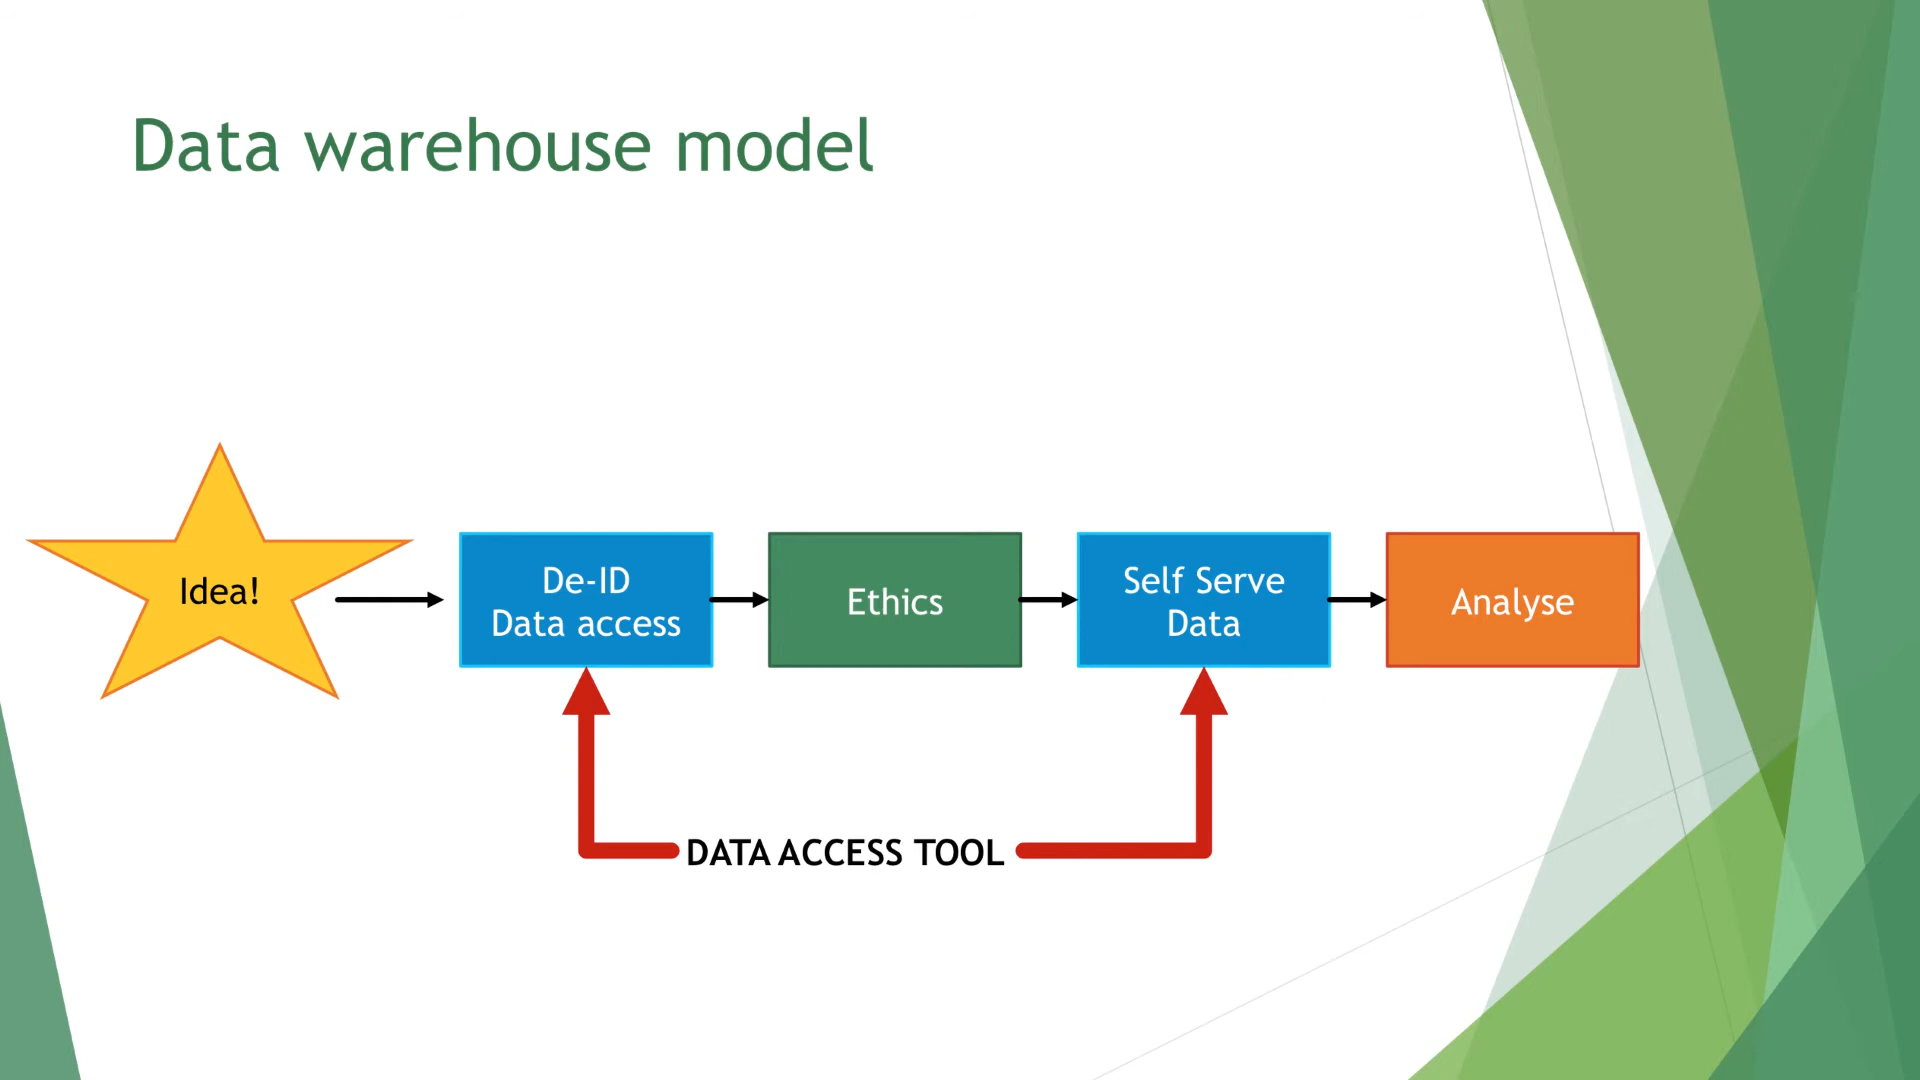 Data warehouse model
Idea!
De-ID
Data access
Ethics
Self Serve
Data
Analyse
DATA ACCESS TOOL